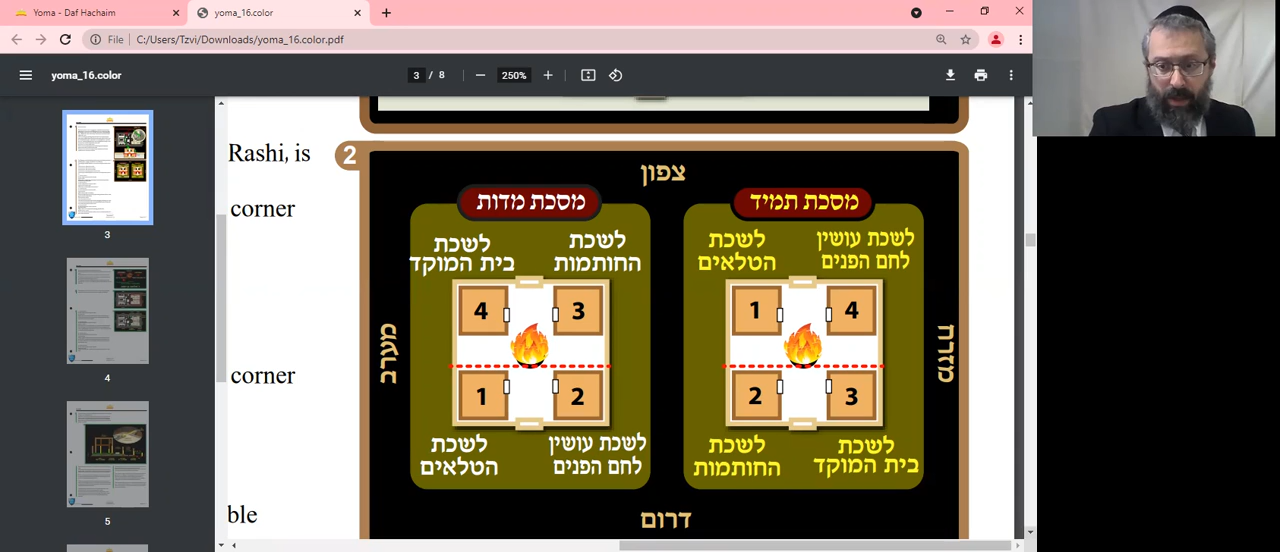 Yoma - Daf Hachaim
yoma_16.color
File
C:/Users/Tzvi/Downloads/yoma_16.color.pdf
yoma_16.color
3 / 8
250%
3
4
5
Rashi, is
corner
corner
ble
2
צפון
מסכת מדות
מסכת תמיד
לשכת
בית המוקד
לשכת
החותמות
לשכת
הטלאים
לשכת עושין
לחם הפנים
4
3
1
4
מערב
מזרח
1
2
2
3
לשכת
הטלאים
לשכת עושין
לחם הפנים
לשכת
החותמות
לשכת
בית המוקד
דרום